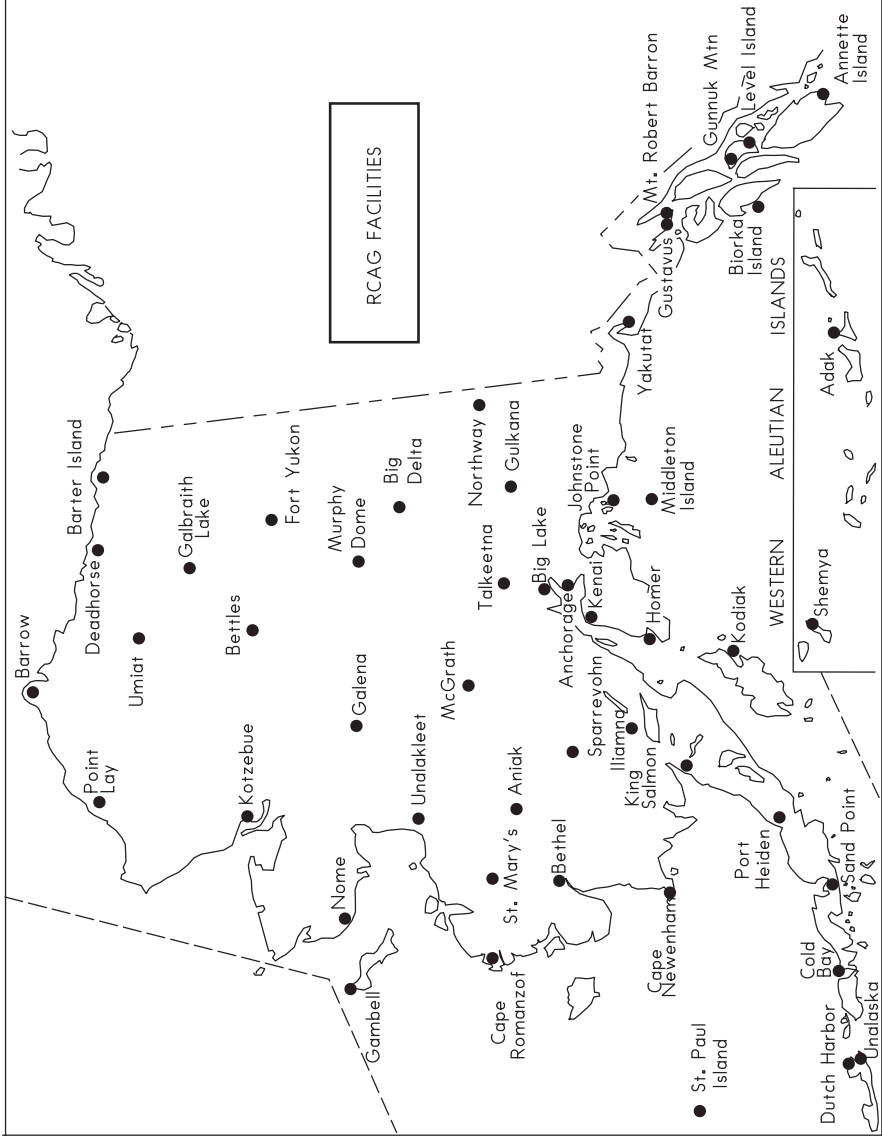 RCAG FACILITIES
Barrow
Point
Lay
Barter Island
Deadhorse
Umiat
Galbraith
Lake
Kotzebue
Bettles
Fort Yukon
Nome
Galena
Murphy
Dome
Big
Delta
Gambell
Unalakleet
McGrath
Northway
Gulkana
Talkeetna
Cape
Romanzof
St. Mary's
Aniak
Bethel
Big Lake
Anchorage
Kenai
Johnstone
Point
Middleton
Island
Sparrevohn
Iliamna
Homer
Yakutat
Gustavus
Mt. Robert Barron
Gunnuk Mtn
Level Island
Biorka
Island
Annette
Island
Cape
Newenham
King
Salmon
Kodiak
St. Paul
Island
Port
Heiden
Sand Point
Cold
Bay
Dutch Harbor
Unalaska
WESTERN ALEUTIAN ISLANDS
Shemya
Adak